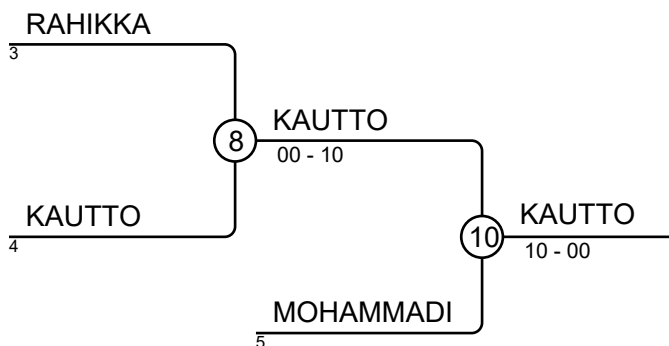 RAHIKKA
3
8
KAUTTO
00 - 10
KAUTTO
4
10
KAUTTO
10 - 00
MOHAMMADI
5